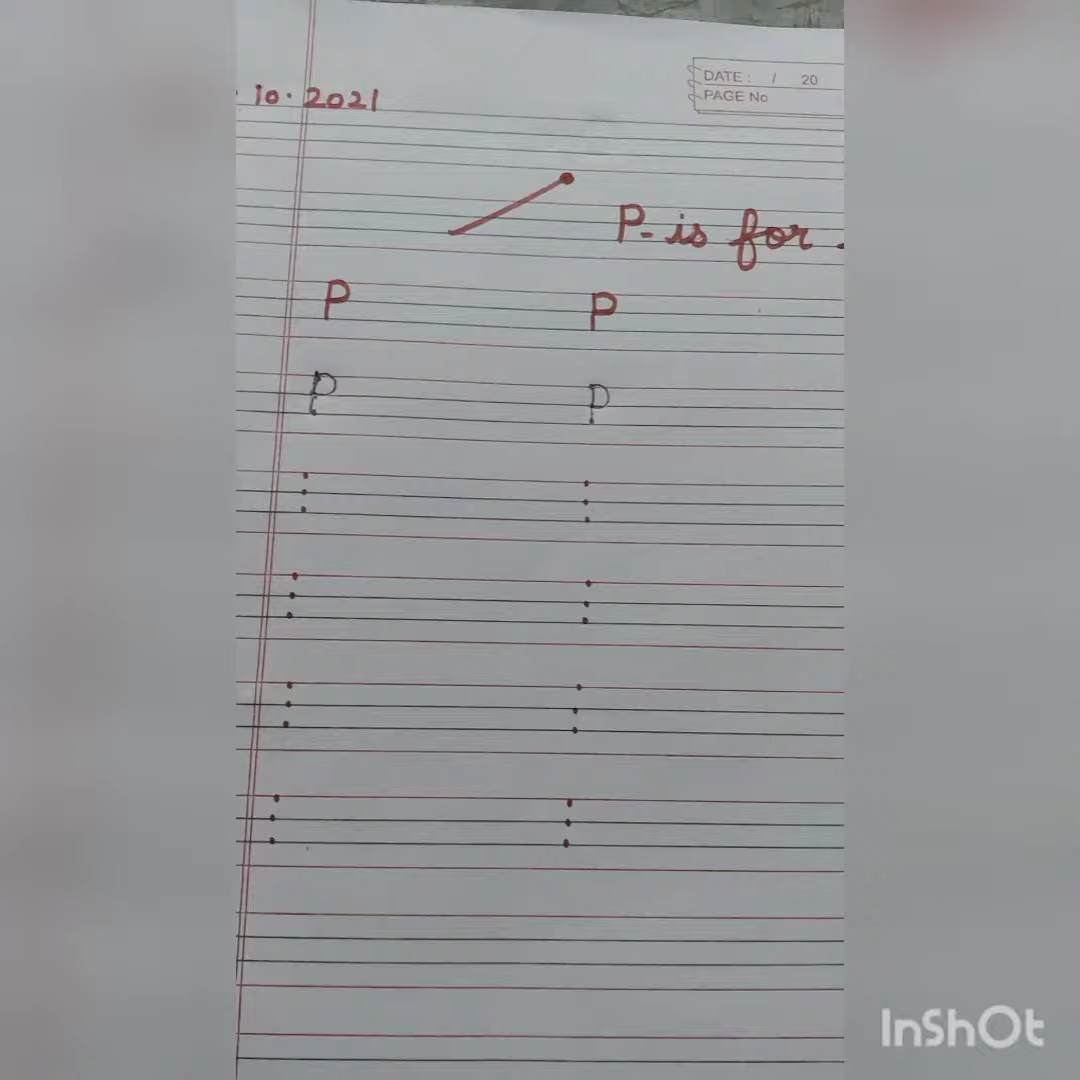 DATE : / 20
PAGE No
. 10. 2021
P- is for .
P P
P P
InShOt